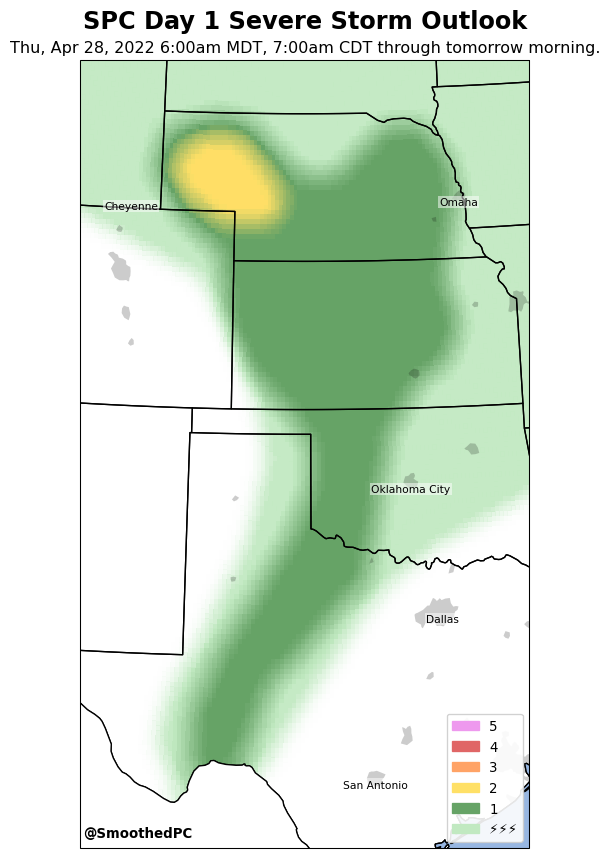 SPC Day 1 Severe Storm Outlook
Thu, Apr 28, 2022 6:00am MDT, 7:00am CDT through tomorrow morning.
Cheyenne
Omaha
Oklahoma City
Dallas
San Antonio
5
4
3
2
1
⚡⚡⚡
@SmoothedPC